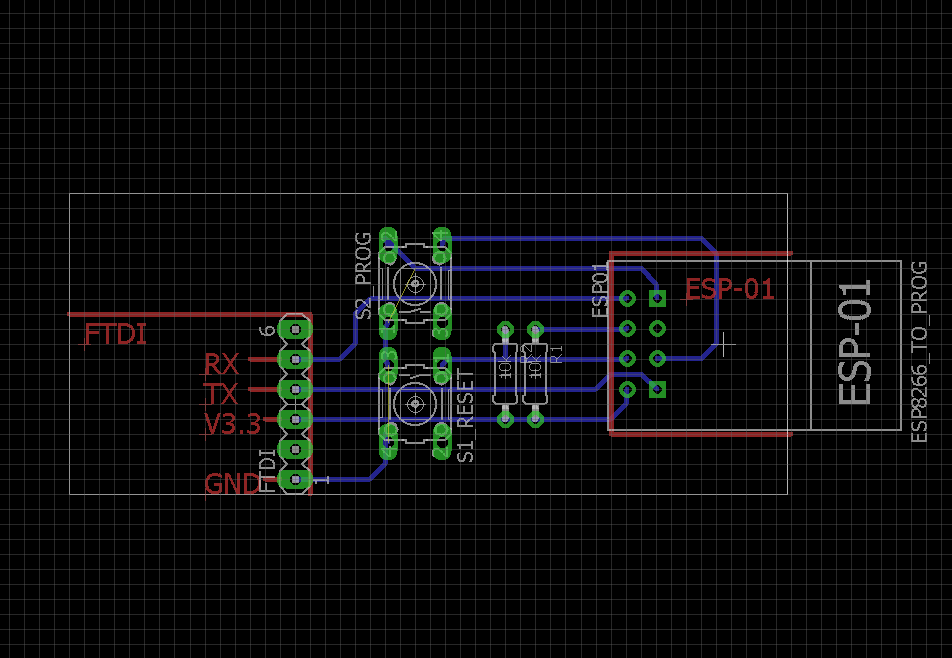 S2_PROG
ESP01
ESP-01
6
FTDI
RX
TX
V3.3
GND
FTDI
1
S1_RESET
10K
10K
R1
ESP-01
ESP8266_TO_PROG